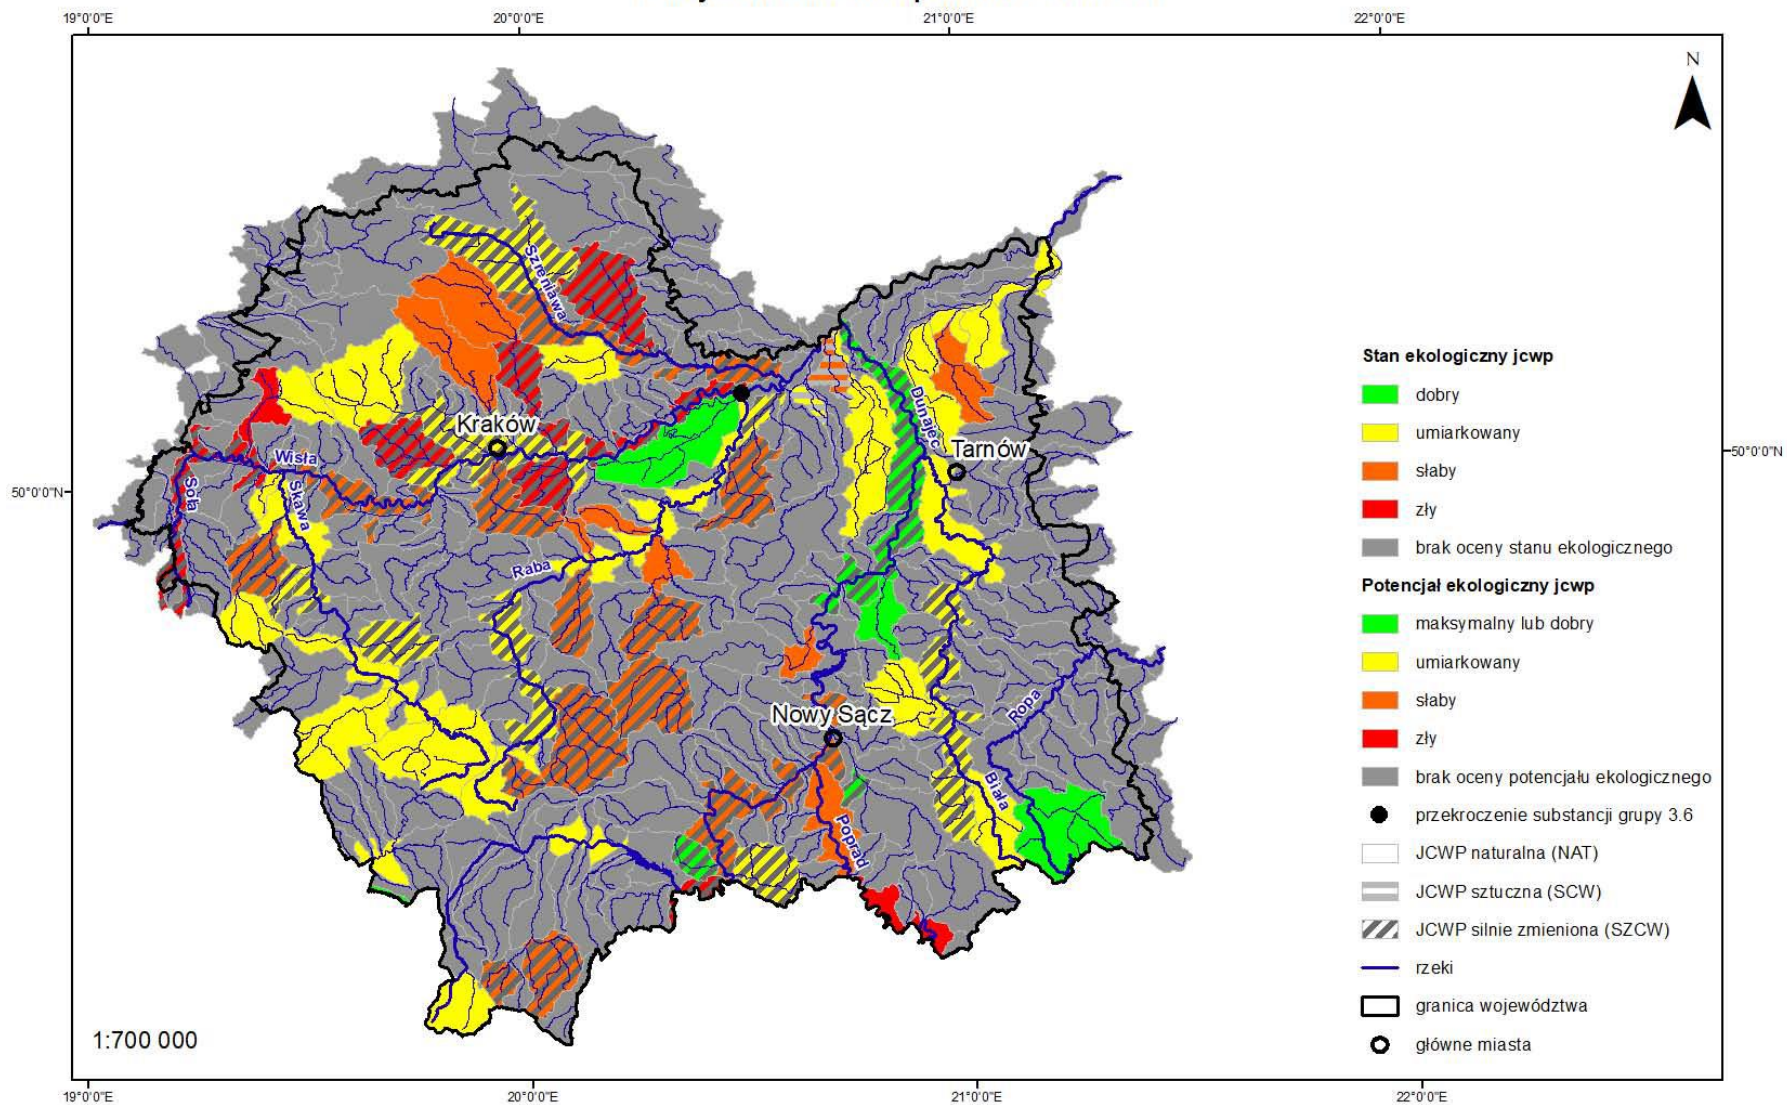 19°0'0"E
20°0'0"E
21°0'0"E
22°0'0"E
N
Szreniawa
Kraków
Wisła
Soła
Skawa
Raba
Dunajec
Tarnów
50°0'0"N
50°0'0"N
Nowy Sącz
Ropa
Biała
Poprad
Stan ekologiczny jcwp
dobry
umiarkowany
słaby
zły
brak oceny stanu ekologicznego
Potencjał ekologiczny jcwp
maksymalny lub dobry
umiarkowany
słaby
zły
brak oceny potencjału ekologicznego
przekroczenie substancji grupy 3.6
JCWP naturalna (NAT)
JCWP sztuczna (SCW)
JCWP silnie zmieniona (SZCW)
rzeki
granica województwa
główne miasta
1:700 000
19°0'0"E
20°0'0"E
21°0'0"E
22°0'0"E